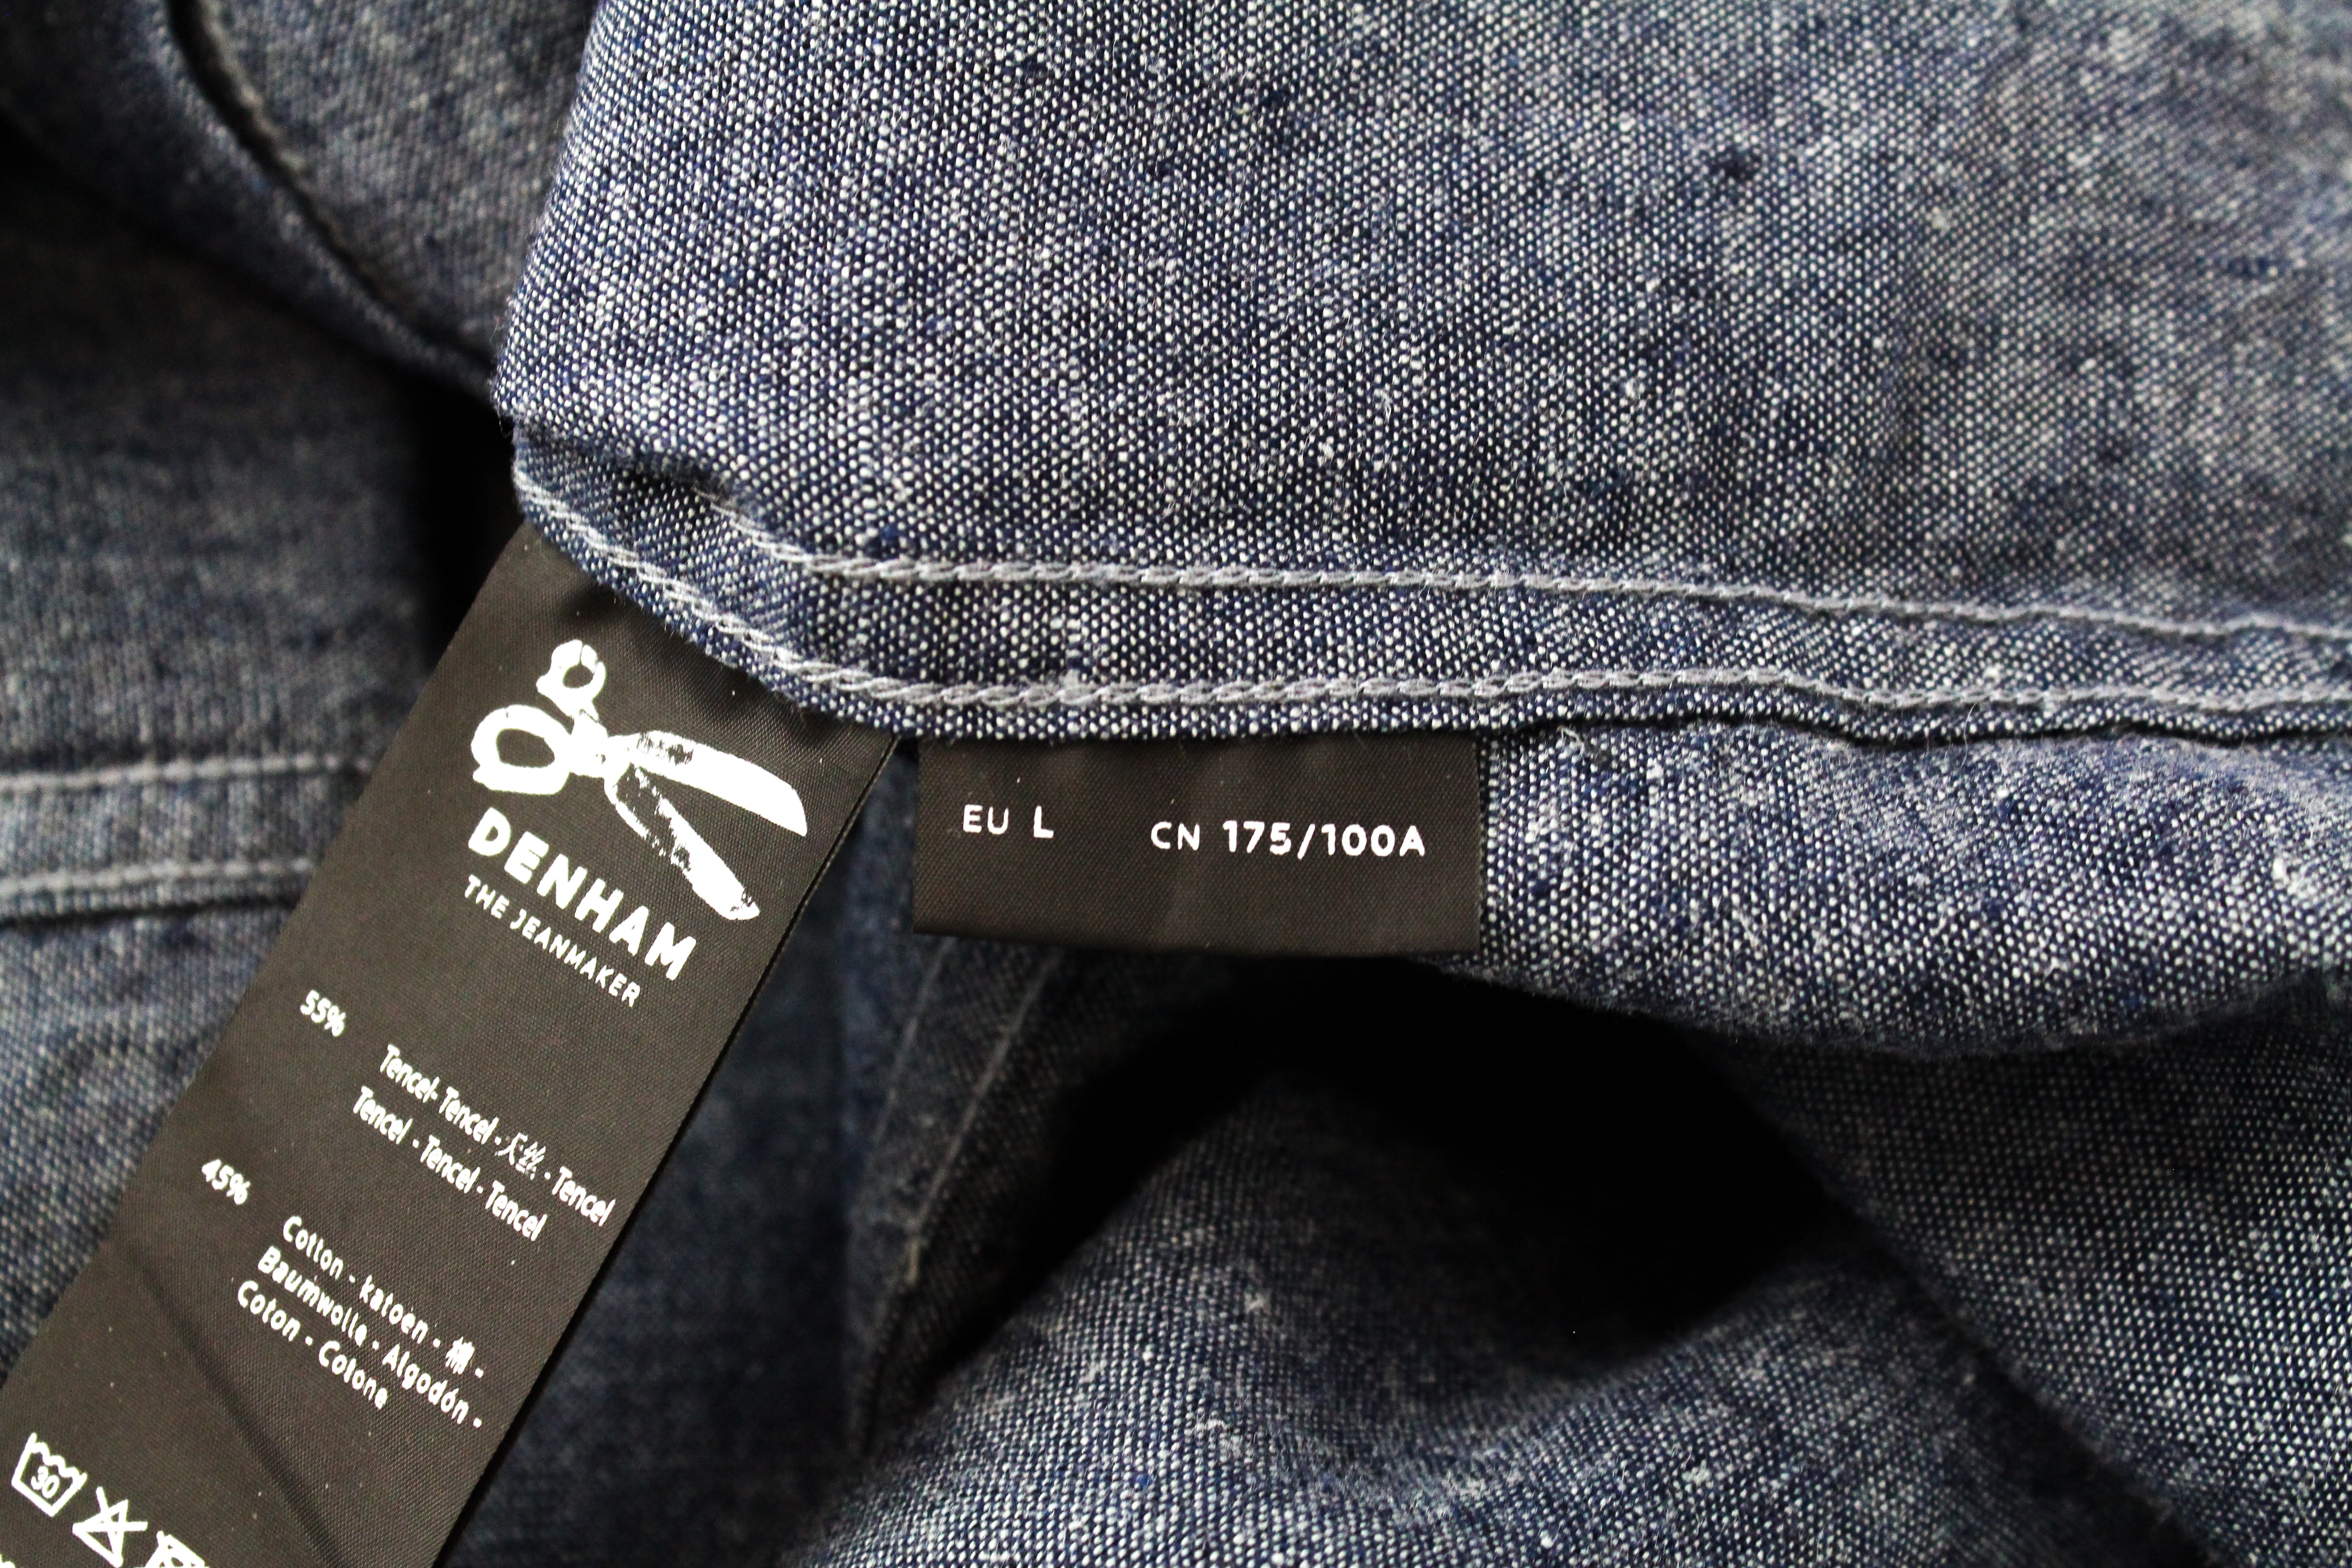 DENHAM
THE JEANMAKER
55%
Tencel- Tencel - 天丝 - Tencel
Tencel - Tencel - Tencel
45%
Cotton - katoen - 棉 -
Baumwolle - Algodón -
Coton - Cotone
30
EU L CN 175/100A